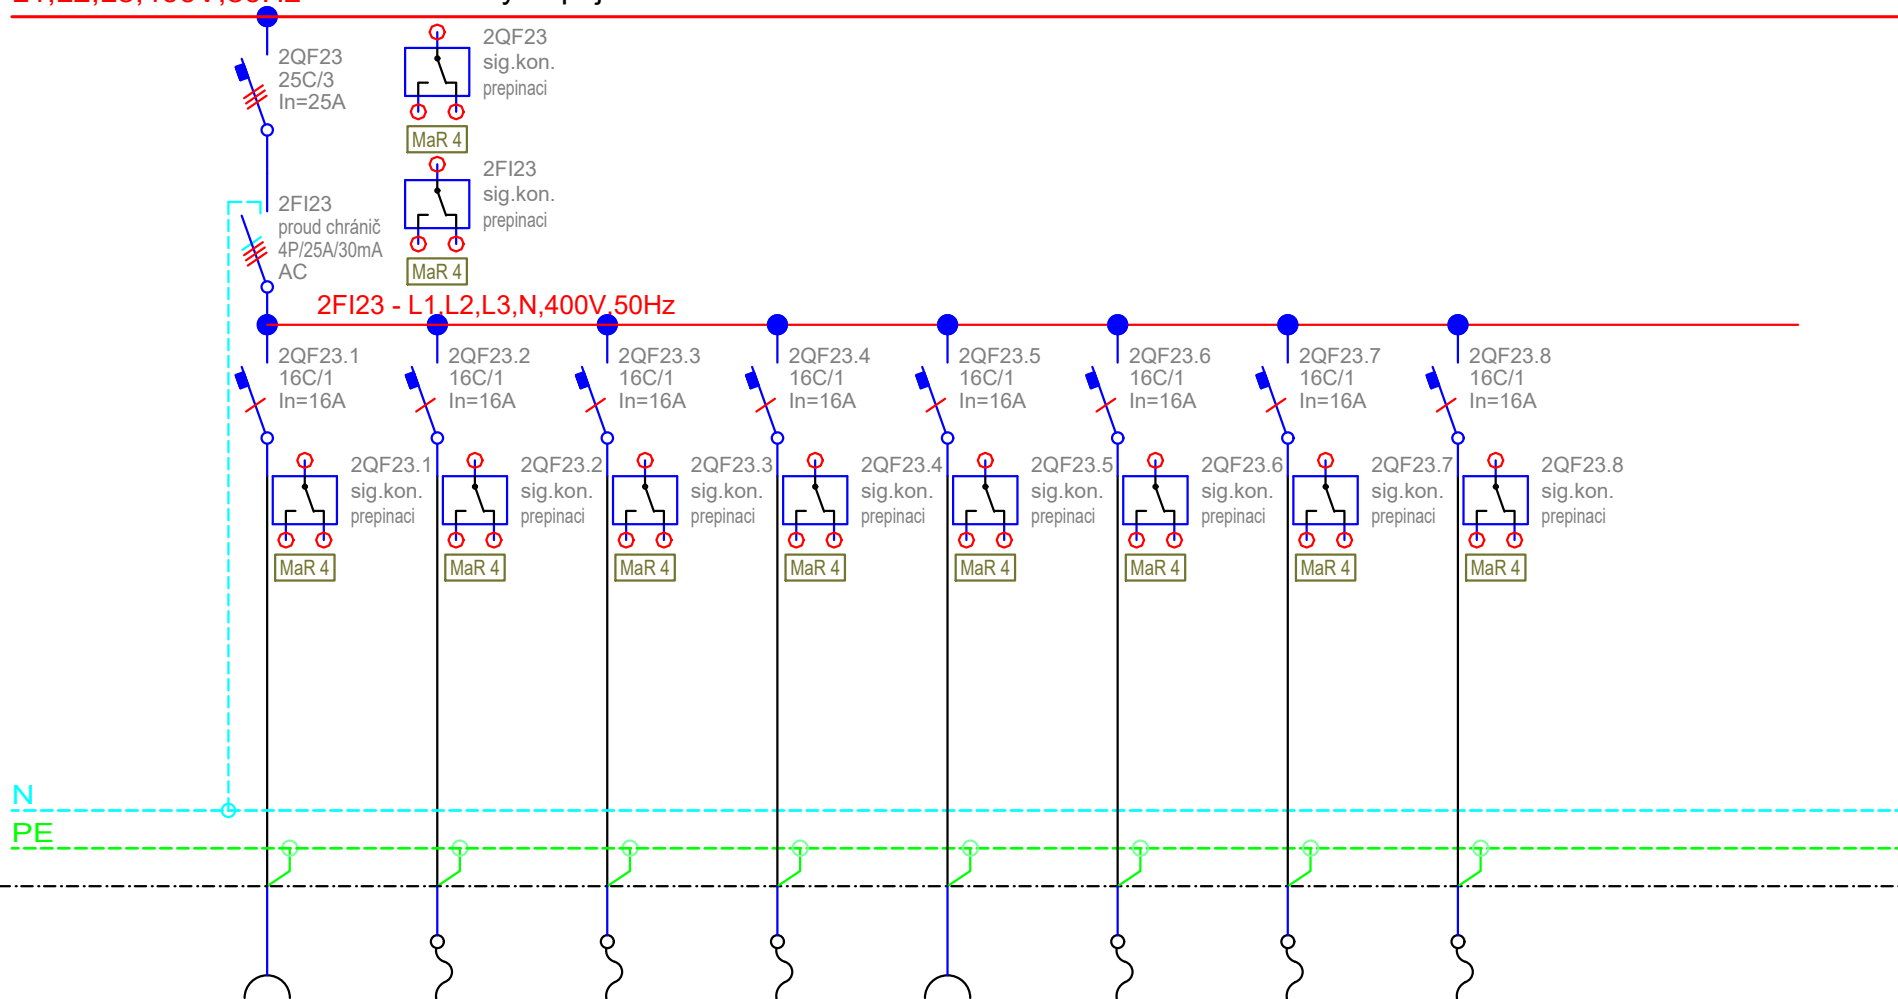 2QF23
25C/3
In=25A
2QF23
sig.kon.
prepinaci
MaR 4
2FI23
proud chránič
4P/25A/30mA
AC
2FI23
sig.kon.
prepinaci
MaR 4
2FI23 - L1,L2,L3,N,400V,50Hz
2QF23.1
16C/1
In=16A
2QF23.2
16C/1
In=16A
2QF23.3
16C/1
In=16A
2QF23.4
16C/1
In=16A
2QF23.5
16C/1
In=16A
2QF23.6
16C/1
In=16A
2QF23.7
16C/1
In=16A
2QF23.8
16C/1
In=16A
2QF23.1
sig.kon.
prepinaci
MaR 4
2QF23.2
sig.kon.
prepinaci
MaR 4
2QF23.3
sig.kon.
prepinaci
MaR 4
2QF23.4
sig.kon.
prepinaci
MaR 4
2QF23.5
sig.kon.
prepinaci
MaR 4
2QF23.6
sig.kon.
prepinaci
MaR 4
2QF23.7
sig.kon.
prepinaci
MaR 4
2QF23.8
sig.kon.
prepinaci
MaR 4
N
PE